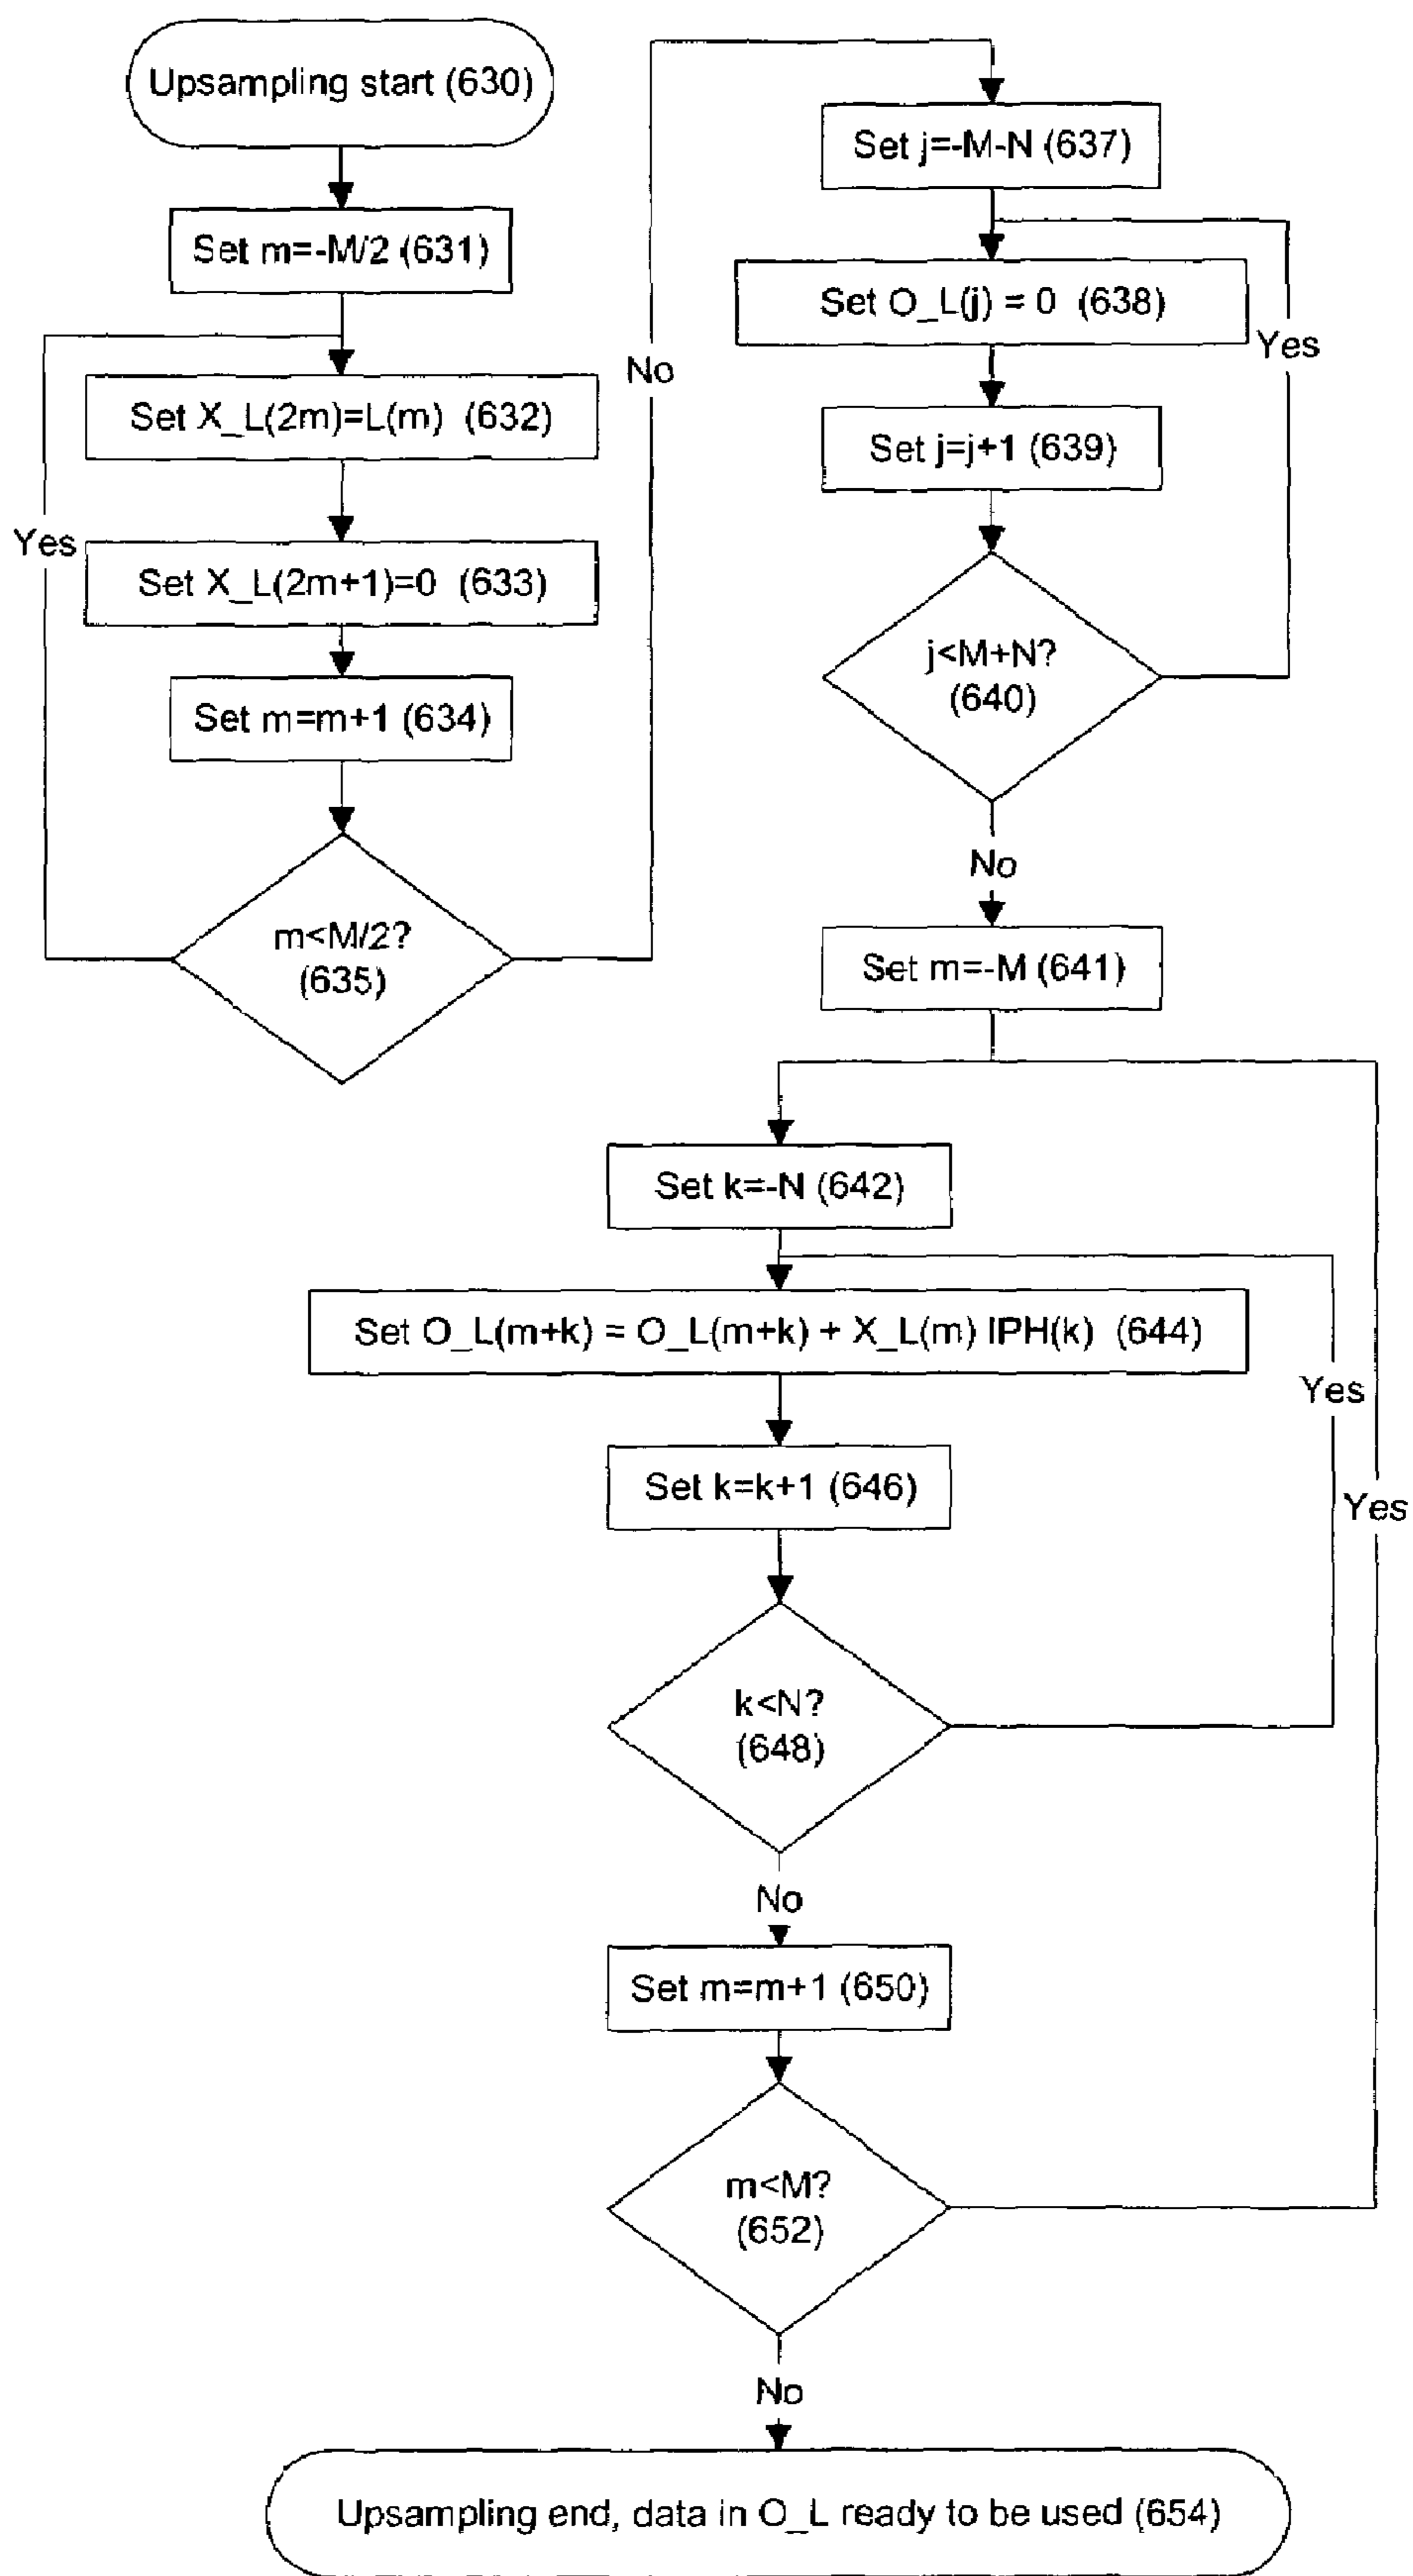 Upsampling start (630)
Set m=-M/2 (631)
Set X_L(2m)=L(m) (632)
Yes
Set X_L(2m+1)=0 (633)
Set m=m+1 (634)
m<M/2?
(635)
No
Set j=-M-N (637)
Set O_L(j) = 0 (638)
Yes
Set j=j+1 (639)
j<M+N?
(640)
No
Set m=-M (641)
Set k=-N (642)
Set O_L(m+k) = O_L(m+k) + X_L(m) IPH(k) (644)
Yes
Set k=k+1 (646)
Yes
k<N?
(648)
No
Set m=m+1 (650)
m<M?
(652)
No
Upsampling end, data in O_L ready to be used (654)